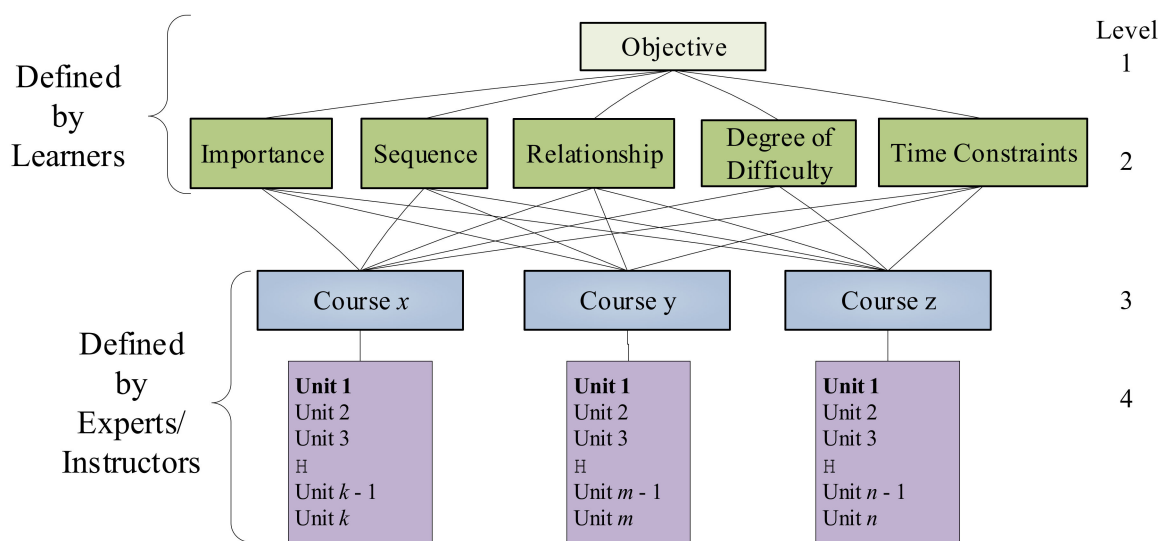 Level
Objective
1
Defined
by
Learners
Importance
Sequence
Relationship
Degree of
Difficulty
Time Constraints
2
Course x
Course y
Course z
3
Defined
by
Experts/
Instructors
Unit 1
Unit 2
Unit 3
H
Unit k - 1
Unit k
Unit 1
Unit 2
Unit 3
H
Unit m - 1
Unit m
Unit 1
Unit 2
Unit 3
H
Unit n - 1
Unit n
4